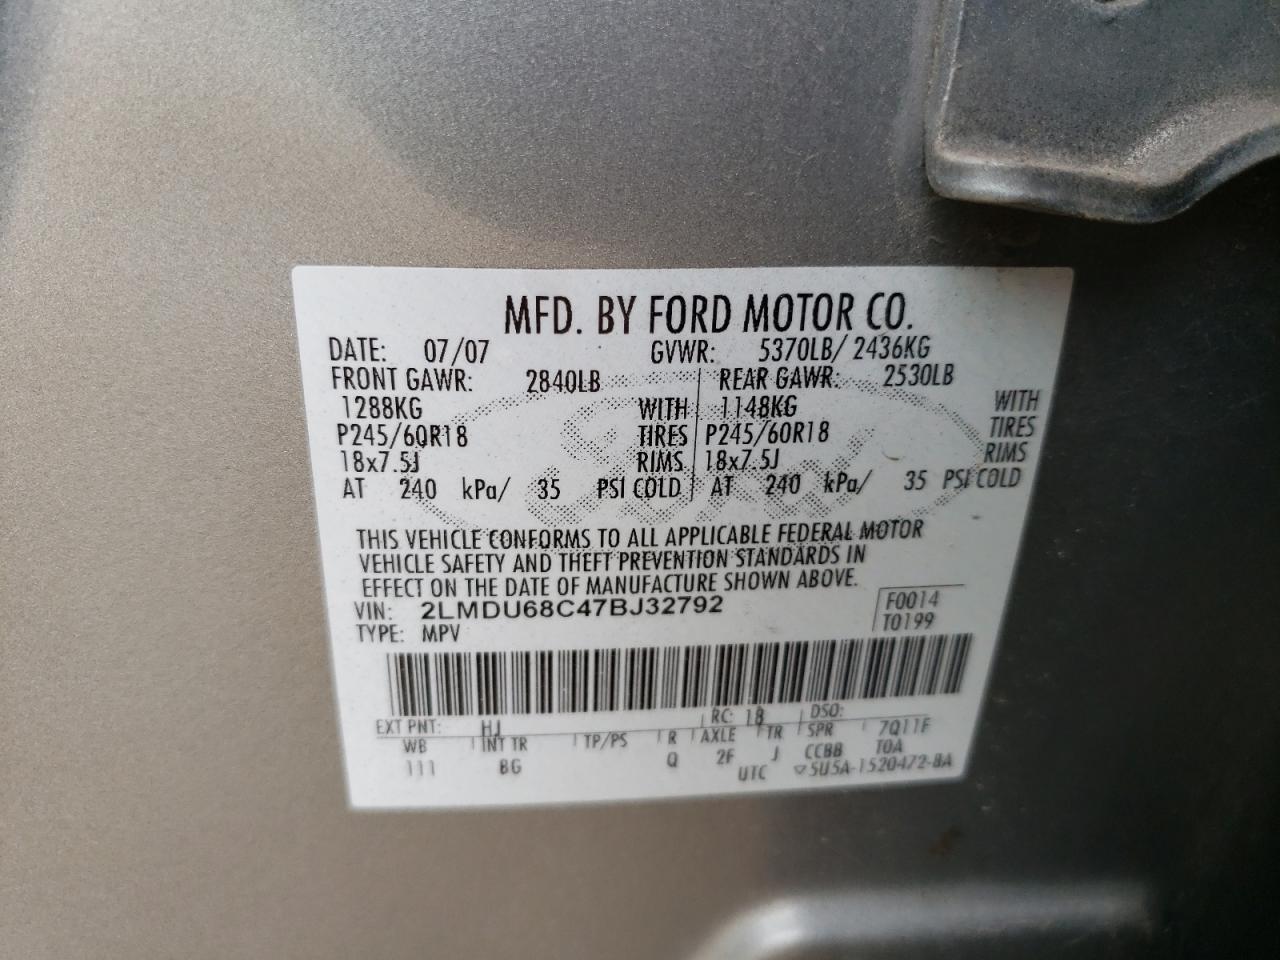 MFD. BY FORD MOTOR CO.
DATE: 07/07 GVWR: 5370LB/ 2436KG
FRONT GAWR: 2840LB REAR GAWR: 2530LB
1288KG WITH 1148KG WITH
P245/60R18 TIRES P245/60R18 TIRES
18x7.5J RIMS 18x7.5J RIMS
AT 240 kPa/ 35 PSI COLD AT 240 kPa/ 35 PSI COLD
Ford
THIS VEHICLE CONFORMS TO ALL APPLICABLE FEDERAL MOTOR
VEHICLE SAFETY AND THEFT PREVENTION STANDARDS IN
EFFECT ON THE DATE OF MANUFACTURE SHOWN ABOVE.
VIN: 2LMDU68C47BJ32792 F0014
TYPE: MPV T0199
EXT PNT: HJ RC: 18 DSO: 7Q11F
WB INT TR TP/PS R AXLE TR SPR T0A
111 BG Q 2F J CCBB
UTC ▽5U5A-1520472-BA